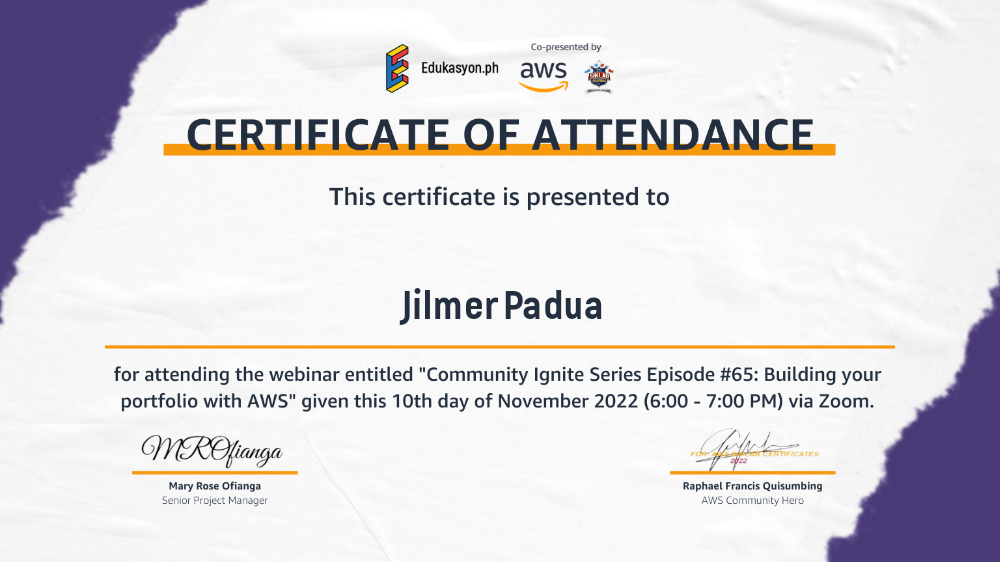 Co-presented by
Edukasyon.ph
aws
CERTIFICATE OF ATTENDANCE
This certificate is presented to
Jilmer Padua
for attending the webinar entitled "Community Ignite Series Episode #65: Building your
portfolio with AWS" given this 10th day of November 2022 (6:00 - 7:00 PM) via Zoom.
MROfianga
FOR CERTIFICATES
2022
Mary Rose Ofianga
Raphael Francis Quisumbing
Senior Project Manager
AWS Community Hero